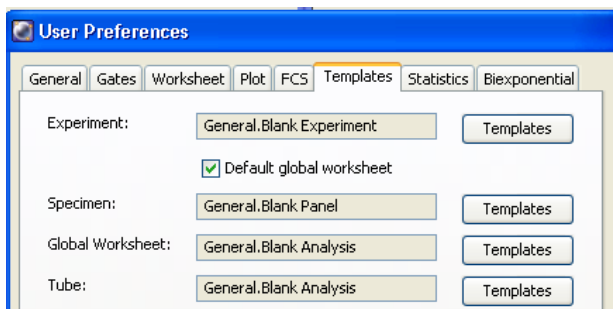 User Preferences
General Gates Worksheet Plot FCS Templates Statistics Biexponential
Experiment: General.Blank Experiment Templates
Default global worksheet
Specimen: General.Blank Panel Templates
Global Worksheet: General.Blank Analysis Templates
Tube: General.Blank Analysis Templates